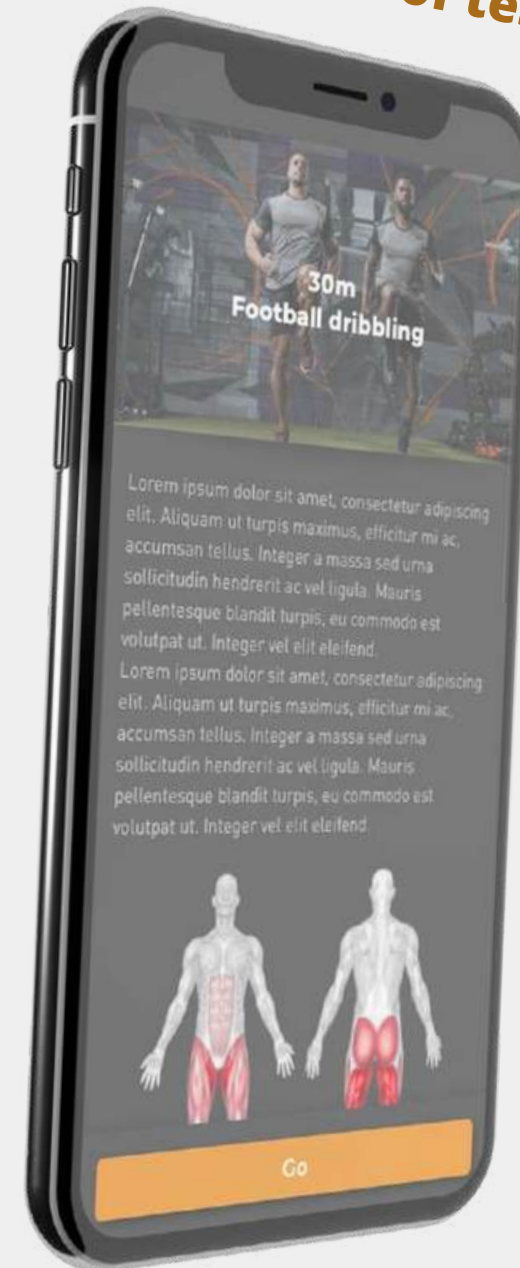 30m
Football dribbling
Lorem ipsum dolor sit amet, consectetur adipiscing
elit. Aliquam ut turpis maximus, efficitur mi ac,
accumsan tellus. Integer a massa sed urna
sollicitudin hendrerit ac vel ligula. Mauris
pellentesque blandit turpis, eu commodo est
volutpat ut. Integer vel elit eleifend.
Lorem ipsum dolor sit amet, consectetur adipiscing
elit. Aliquam ut turpis maximus, efficitur mi ac,
accumsan tellus. Integer a massa sed urna
sollicitudin hendrerit ac vel ligula. Mauris
pellentesque blandit turpis, eu commodo est
volutpat ut. Integer vel elit eleifend.
Go